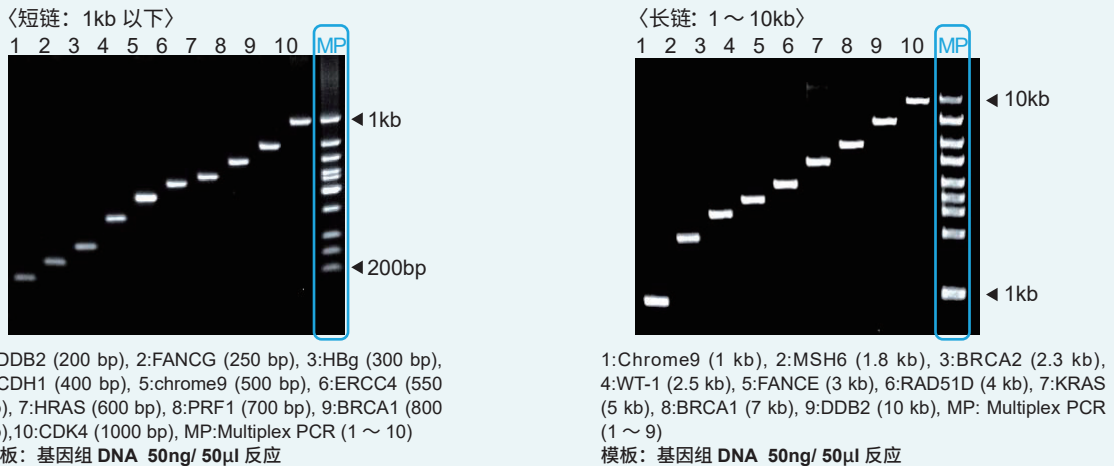 〈短链：1kb 以下〉
1 2 3 4 5 6 7 8 9 10 MP
1kb
200bp
DDB2 (200 bp), 2:FANCG (250 bp), 3:HBg (300 bp),
CDH1 (400 bp), 5:chrome9 (500 bp), 6:ERCC4 (550
), 7:HRAS (600 bp), 8:PRF1 (700 bp), 9:BRCA1 (800
),10:CDK4 (1000 bp), MP:Multiplex PCR (1 ～ 10)
板：基因组 DNA 50ng/ 50μl 反应
〈长链：1 ～ 10kb〉
1 2 3 4 5 6 7 8 9 10 MP
10kb
1kb
1:Chrome9 (1 kb), 2:MSH6 (1.8 kb), 3:BRCA2 (2.3 kb),
4:WT-1 (2.5 kb), 5:FANCE (3 kb), 6:RAD51D (4 kb), 7:KRAS
(5 kb), 8:BRCA1 (7 kb), 9:DDB2 (10 kb), MP: Multiplex PCR
(1 ～ 9)
模板：基因组 DNA 50ng/ 50μl 反应